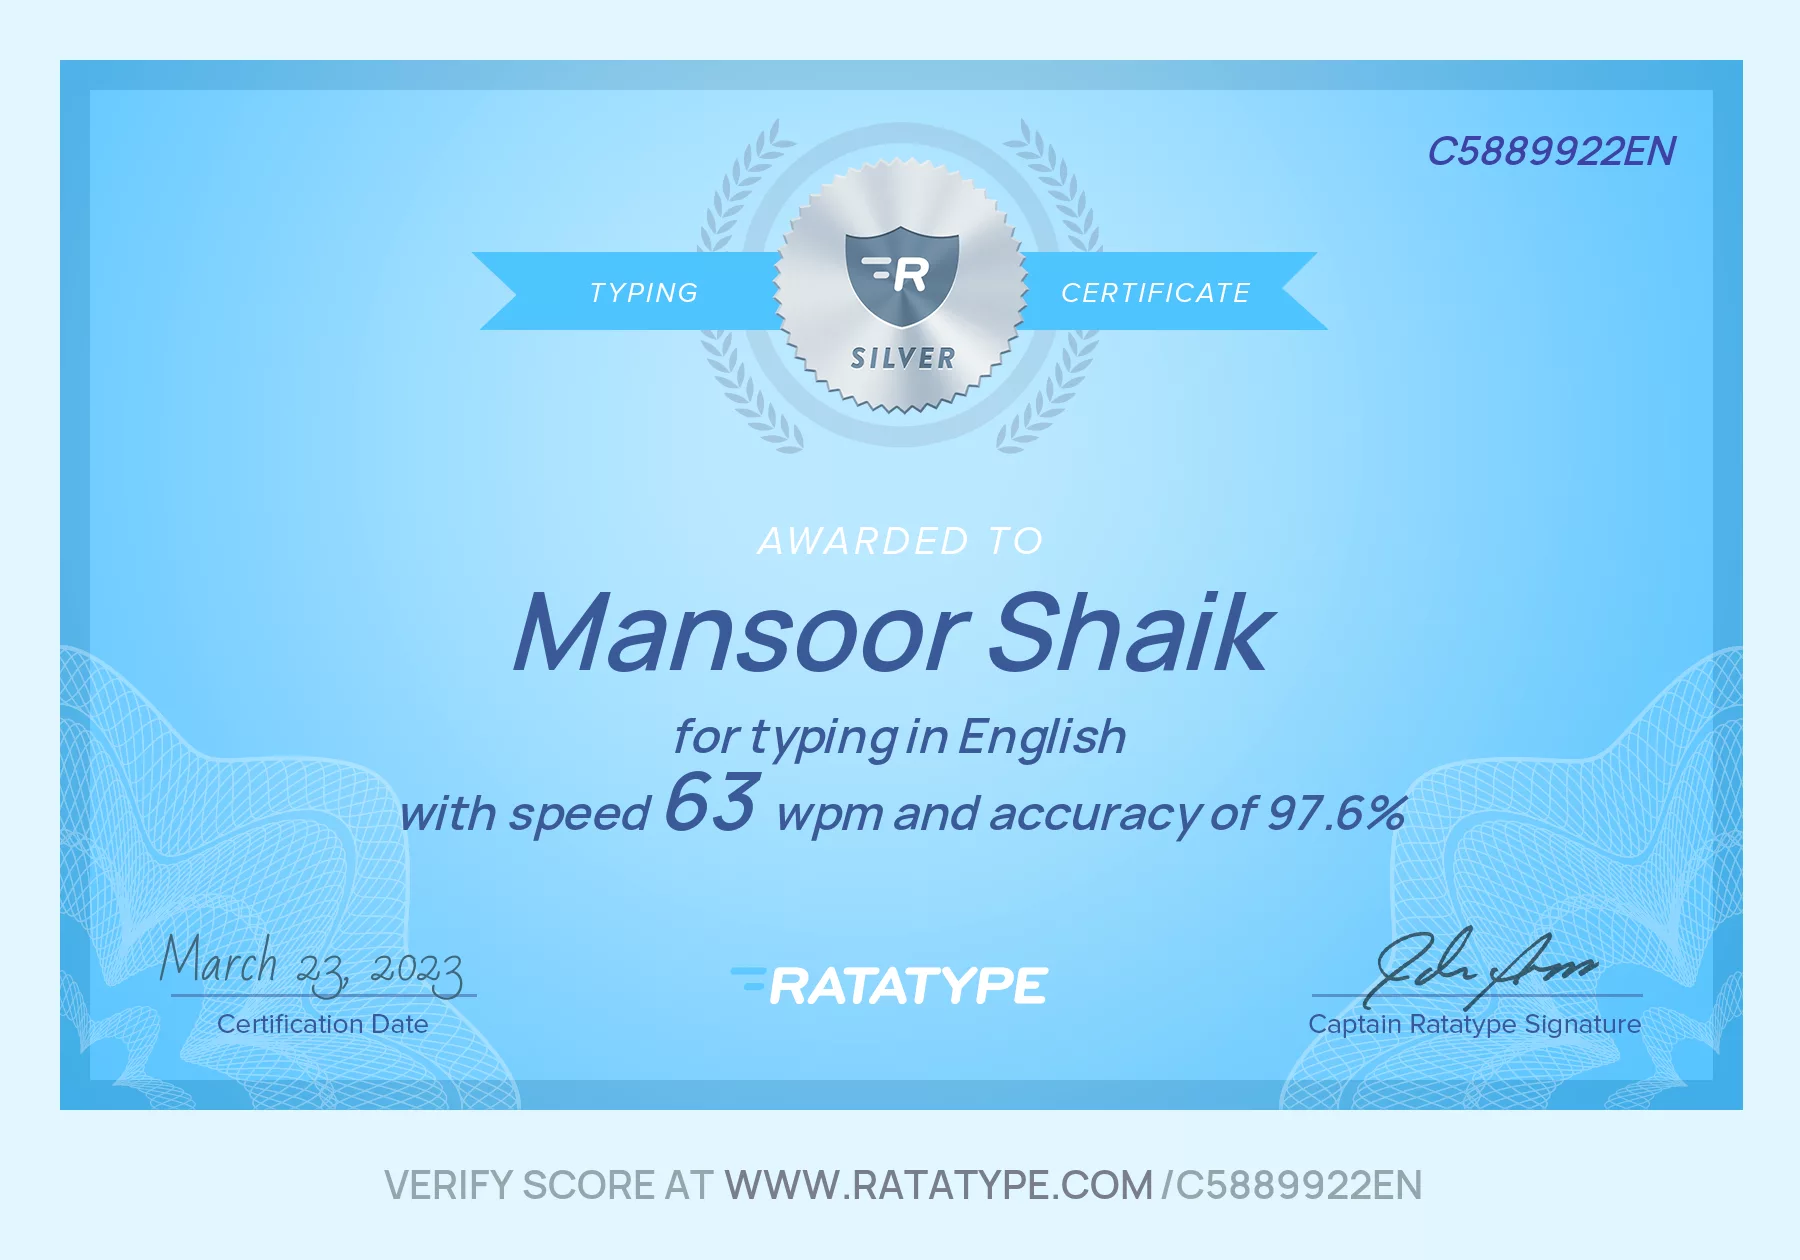 C5889922EN
TYPING
R
SILVER
CERTIFICATE
AWARDED TO
Mansoor Shaik
for typing in English
with speed 63 wpm and accuracy of 97.6%
March 23, 2023
Certification Date
RATATYPE
Captain Ratatype Signature
VERIFY SCORE AT WWW.RATATYPE.COM/C5889922EN